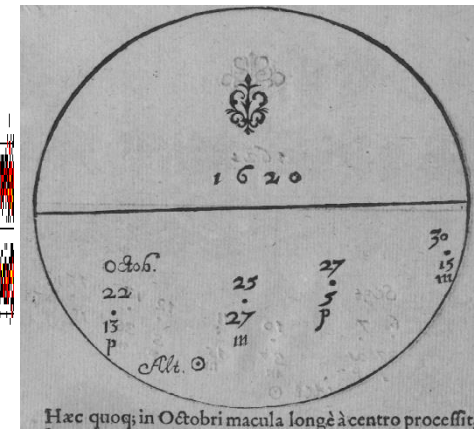 1620
Octob.
22
13
p
25
27
m
27
5
p
30
15
m
Alt. ☉
Hæc quoq; in Octobri macula longè à centro processit